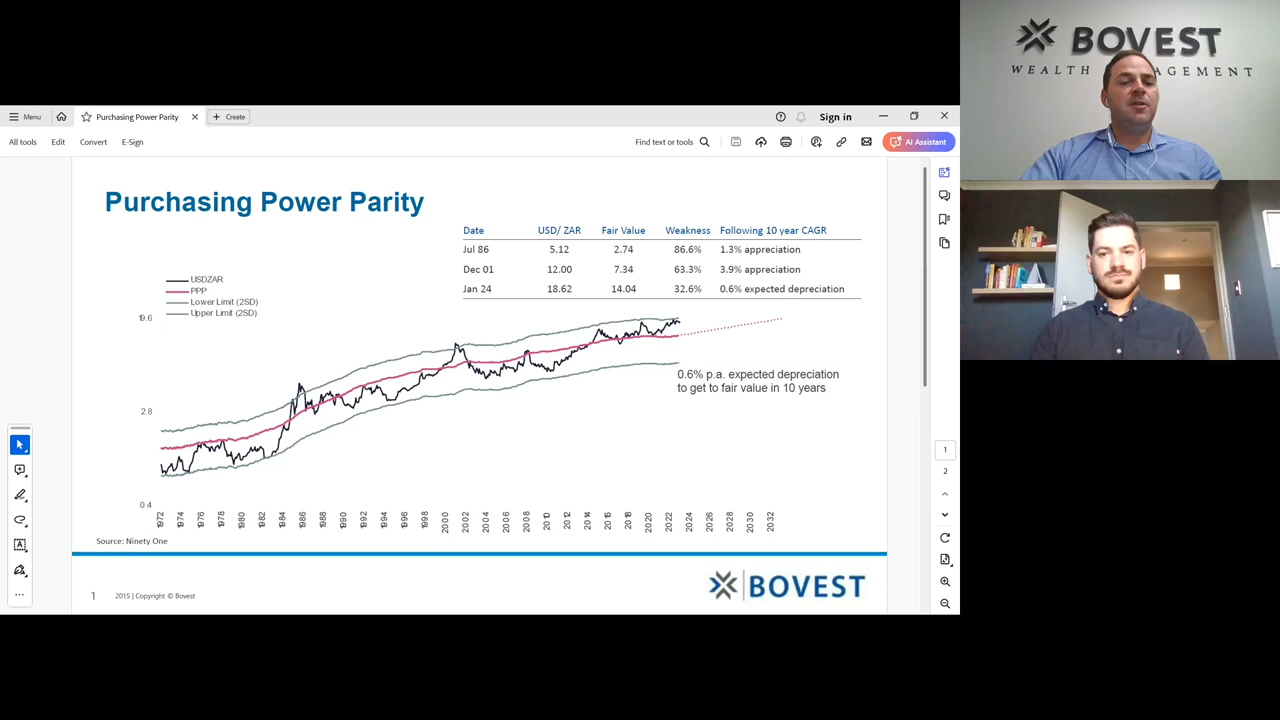 BOVEST
WEALTH
Menu
Purchasing Power Parity
Create
Sign in
All tools
Edit
Convert
E-Sign
Find text or tools
AI Assistant
Purchasing Power Parity
Date USD/ ZAR Fair Value Weakness Following 10 year CAGR
Jul 86 5.12 2.74 86.6% 1.3% appreciation
Dec 01 12.00 7.34 63.3% 3.9% appreciation
Jan 24 18.62 14.04 32.6% 0.6% expected depreciation
USDZAR
PPP
Lower Limit (2SD)
Upper Limit (2SD)
19.6
2.8
0.4
0.6% p.a. expected depreciation
to get to fair value in 10 years
1972 1974 1976 1978 1980 1982 1984 1986 1988 1990 1992 1994 1996 1998 2000 2002 2004 2006 2008 2010 2012 2014 2016 2018 2020 2022 2024 2026 2028 2030 2032
Source: Ninety One
1
2015 | Copyright © Bovest
BOVEST
1
2